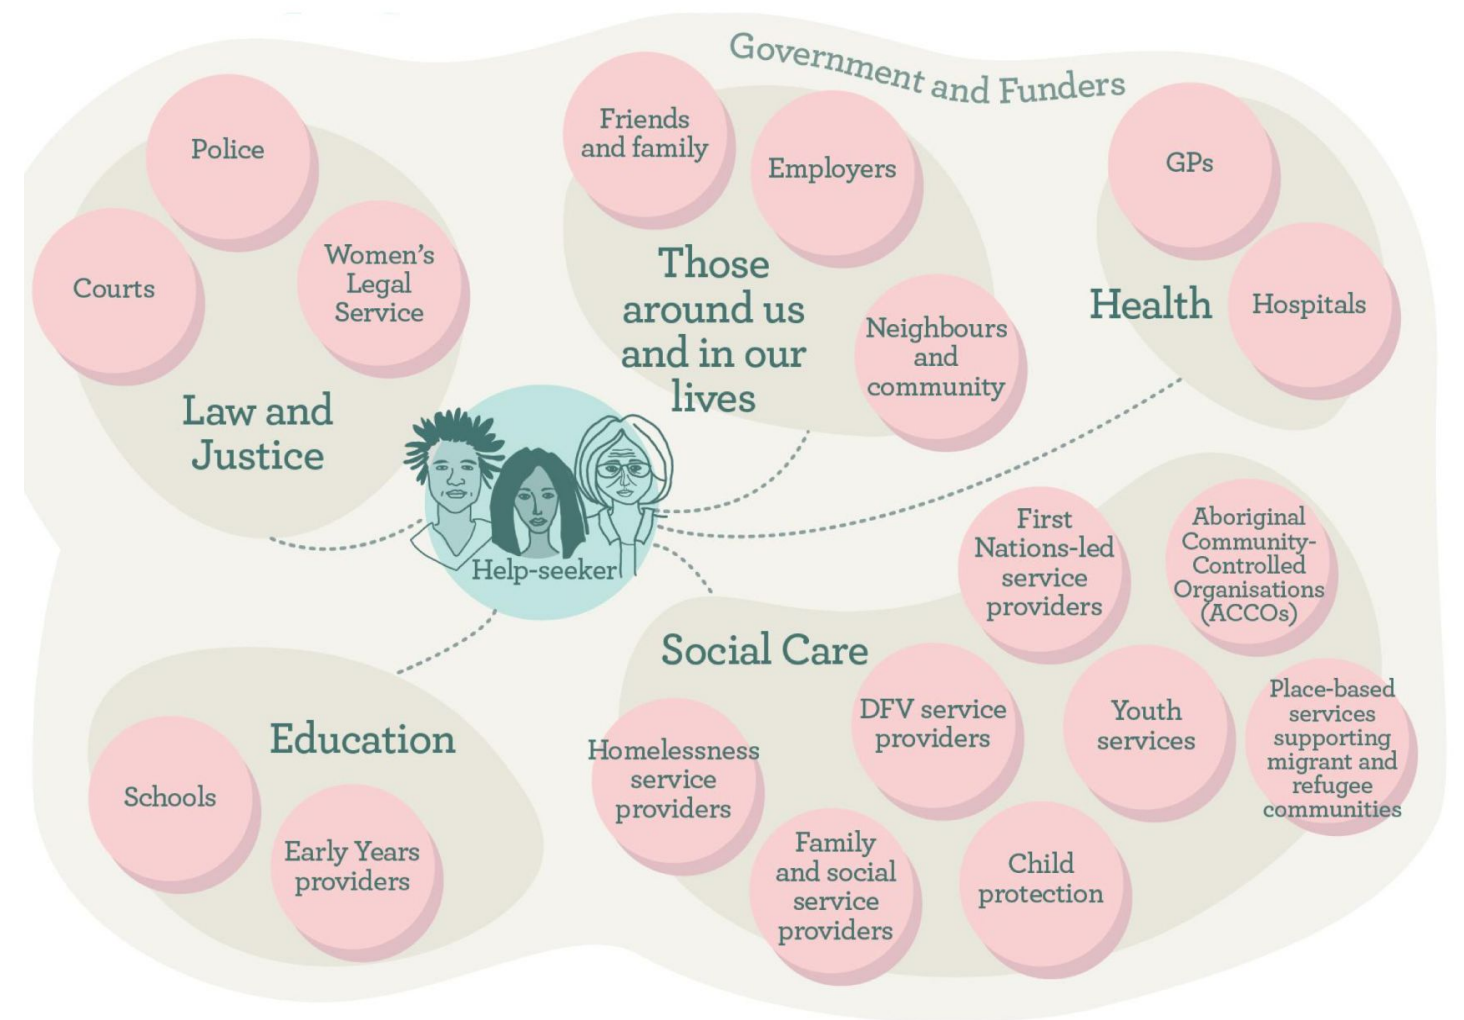 Government and Funders
Police
Courts
Women's
Legal
Service
Law and
Justice
Friends
and family
Employers
Neighbours
and
community
Those
around us
and in our
lives
GPs
Hospitals
Health
Help-seeker
Education
Schools
Early Years
providers
Social Care
First
Nations-led
service
providers
Aboriginal
Community-
Controlled
Organisations
(ACCOs)
Homelessness
service
providers
DFV service
providers
Youth
services
Place-based
services
supporting
migrant and
refugee
communities
Family
and social
service
providers
Child
protection